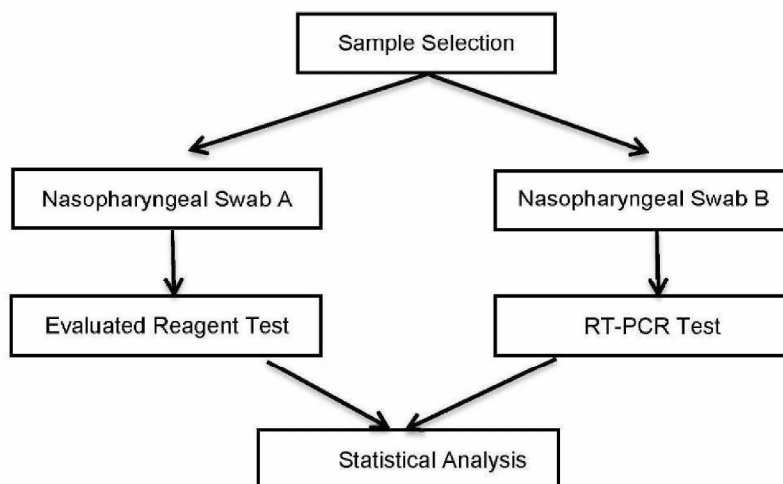 Sample Selection
Nasopharyngeal Swab A
Nasopharyngeal Swab B
Evaluated Reagent Test
RT-PCR Test
Statistical Analysis